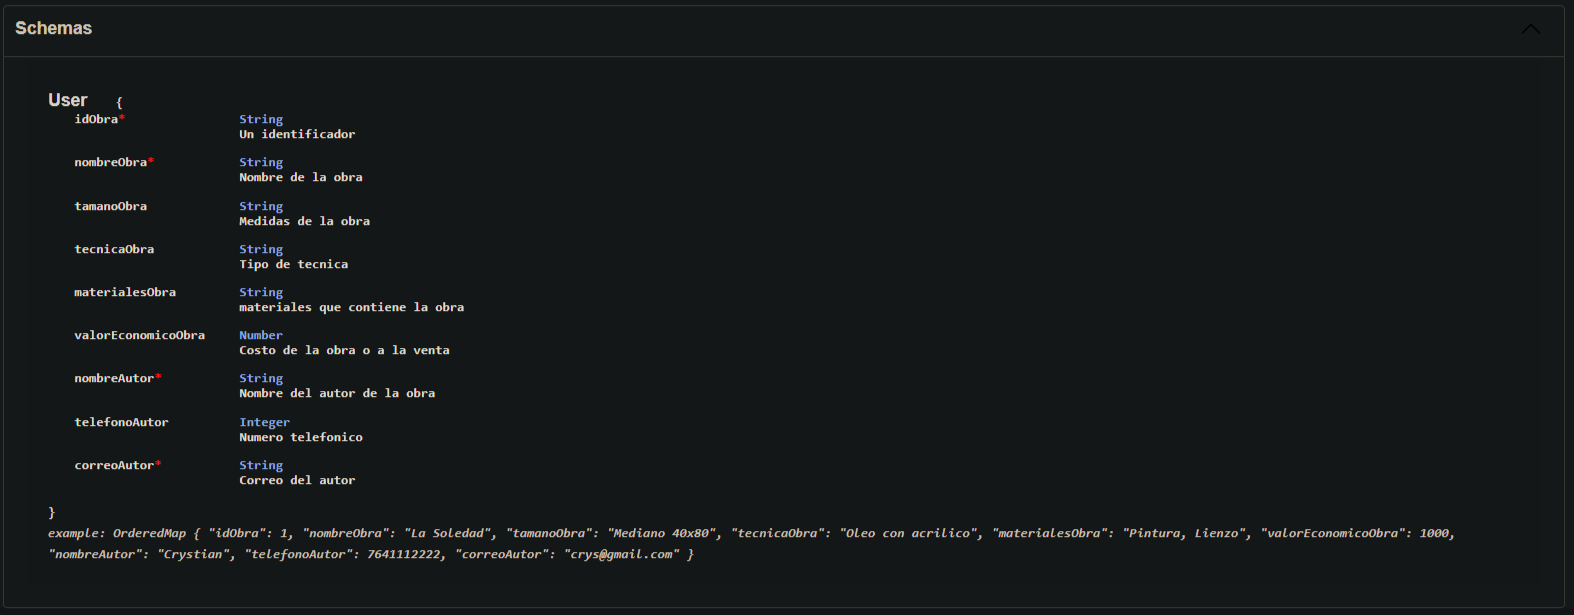 Schemas
User {
idObra* String
Un identificador
nombreObra* String
Nombre de la obra
tamanoObra String
Medidas de la obra
tecnicaObra String
Tipo de tecnica
materialesObra String
materiales que contiene la obra
valorEconomicoObra Number
Costo de la obra o a la venta
nombreAutor* String
Nombre del autor de la obra
telefonoAutor Integer
Numero telefonico
correoAutor* String
Correo del autor
}
example: OrderedMap { "idObra": 1, "nombreObra": "La Soledad", "tamanoObra": "Mediano 40x80", "tecnicaObra": "Oleo con acrilico", "materialesObra": "Pintura, Lienzo", "valorEconomicoObra": 1000,
"nombreAutor": "Crystian", "telefonoAutor": 7641112222, "correoAutor": "crys@gmail.com" }